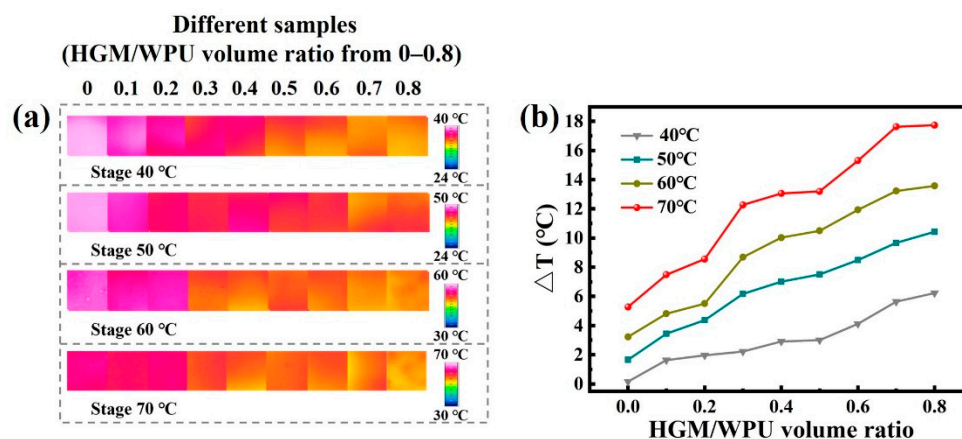 Different samples
(HGM/WPU volume ratio from 0–0.8)
0 0.1 0.2 0.3 0.4 0.5 0.6 0.7 0.8
(a)
40 ℃
24 ℃
Stage 40 ℃
50 ℃
24 ℃
Stage 50 ℃
60 ℃
30 ℃
Stage 60 ℃
70 ℃
30 ℃
Stage 70 ℃
(b)
△T (℃)
18
16
14
12
10
8
6
4
2
0
40℃
50℃
60℃
70℃
0.0 0.2 0.4 0.6 0.8
HGM/WPU volume ratio